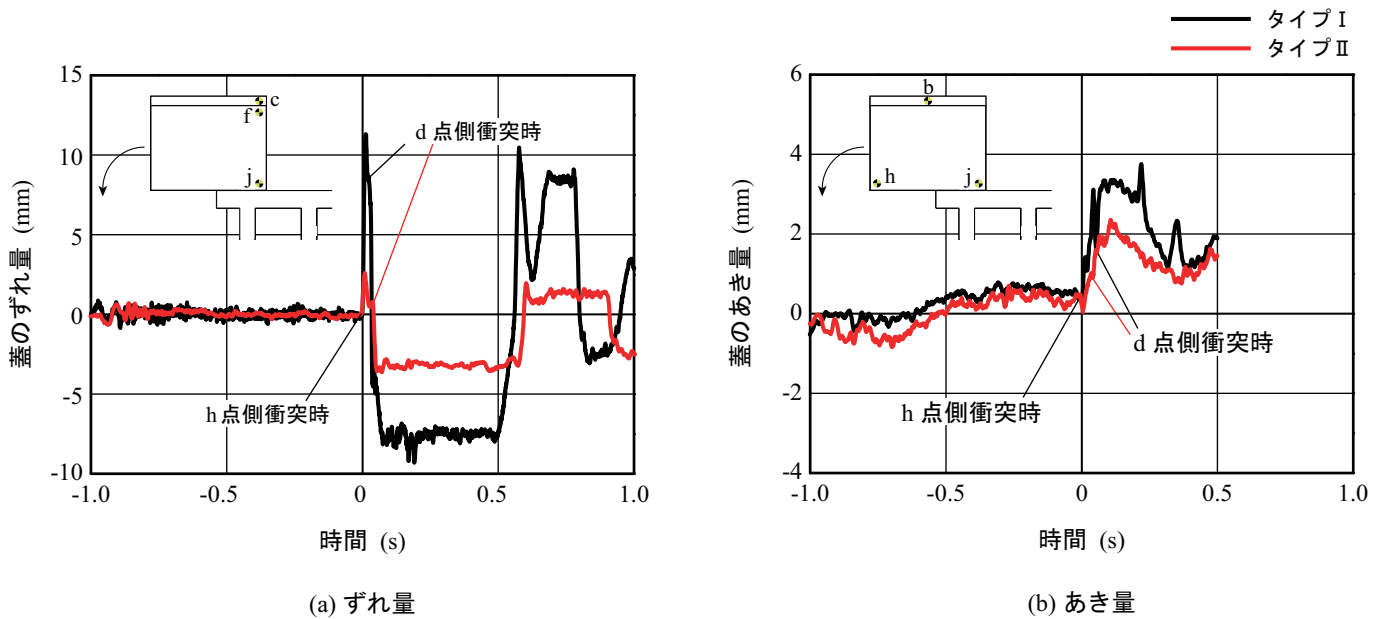 タイプⅠ
タイプⅡ
15
10
5
0
-5
-10
蓋のずれ量 (mm)
c
f
j
d 点側衝突時
h 点側衝突時
-1.0
-0.5
0
0.5
1.0
時間 (s)
(a) ずれ量
6
4
2
0
-2
-4
蓋のあき量 (mm)
b
h
j
d 点側衝突時
h 点側衝突時
-1.0
-0.5
0
0.5
1.0
時間 (s)
(b) あき量